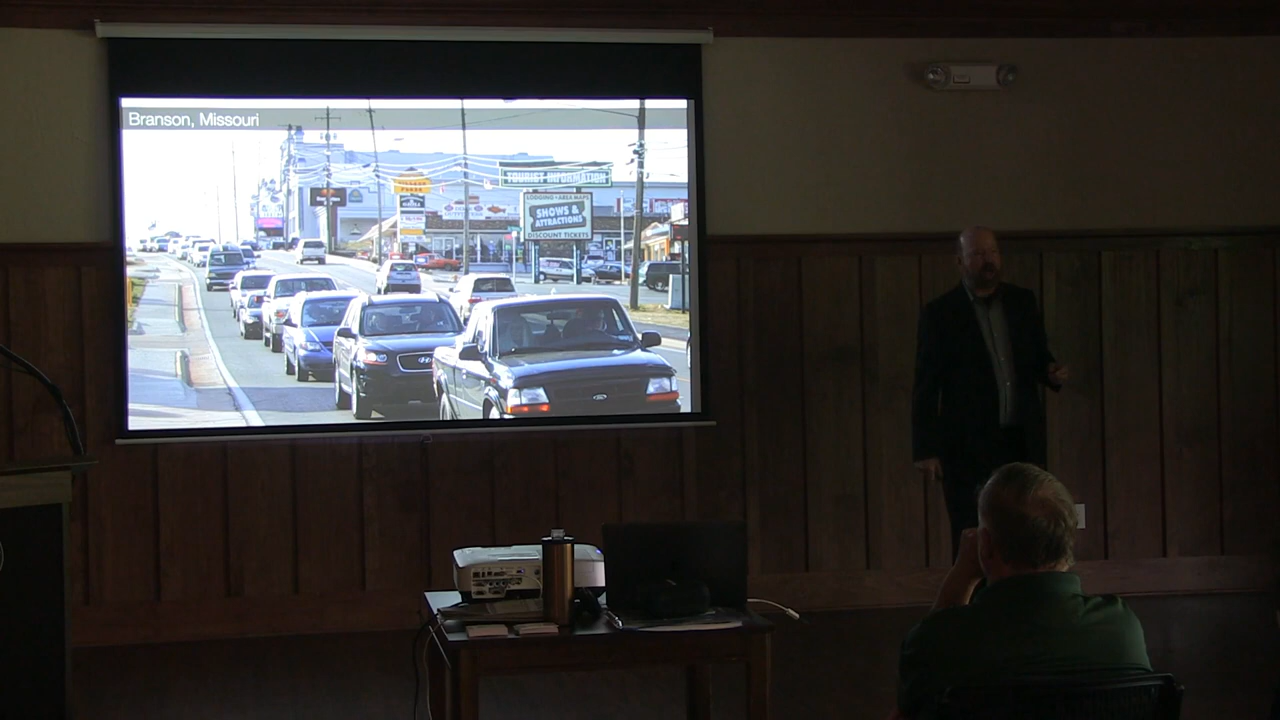 Branson, Missouri
TOURIST INFORMATION
LODGING • AREA MAPS
SHOWS &
ATTRACTIONS
DISCOUNT TICKETS